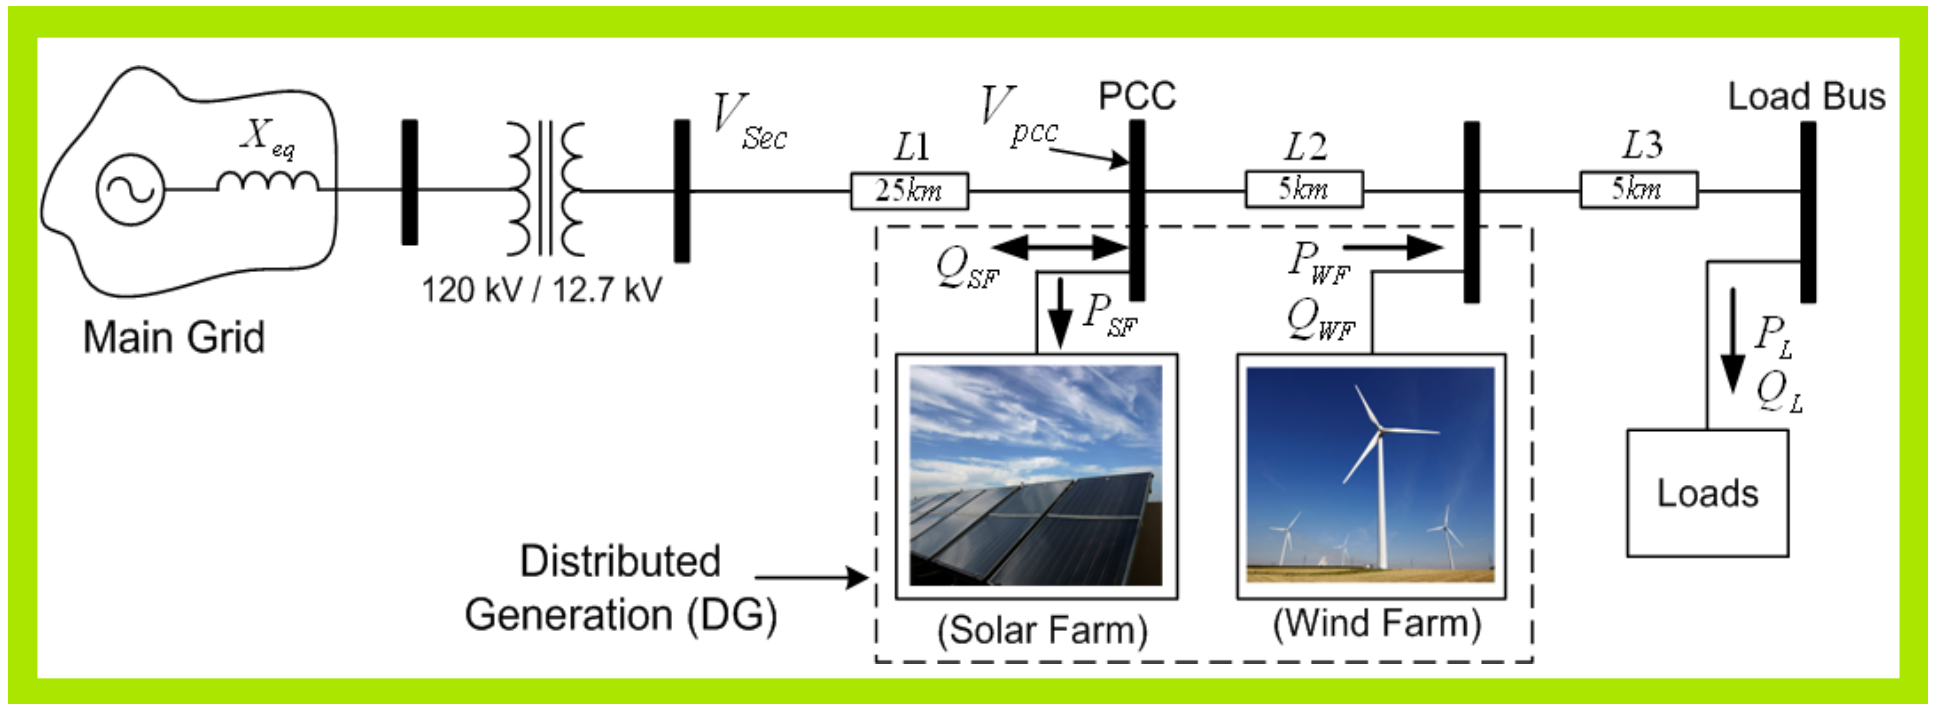 X_eq
Main Grid
120 kV / 12.7 kV
V_Sec
L1
25km
V_pcc
PCC
L2
5km
L3
5km
Load Bus
Q_SF
P_SF
P_WF
Q_WF
P_L
Q_L
Loads
Distributed
Generation (DG)
(Solar Farm)
(Wind Farm)